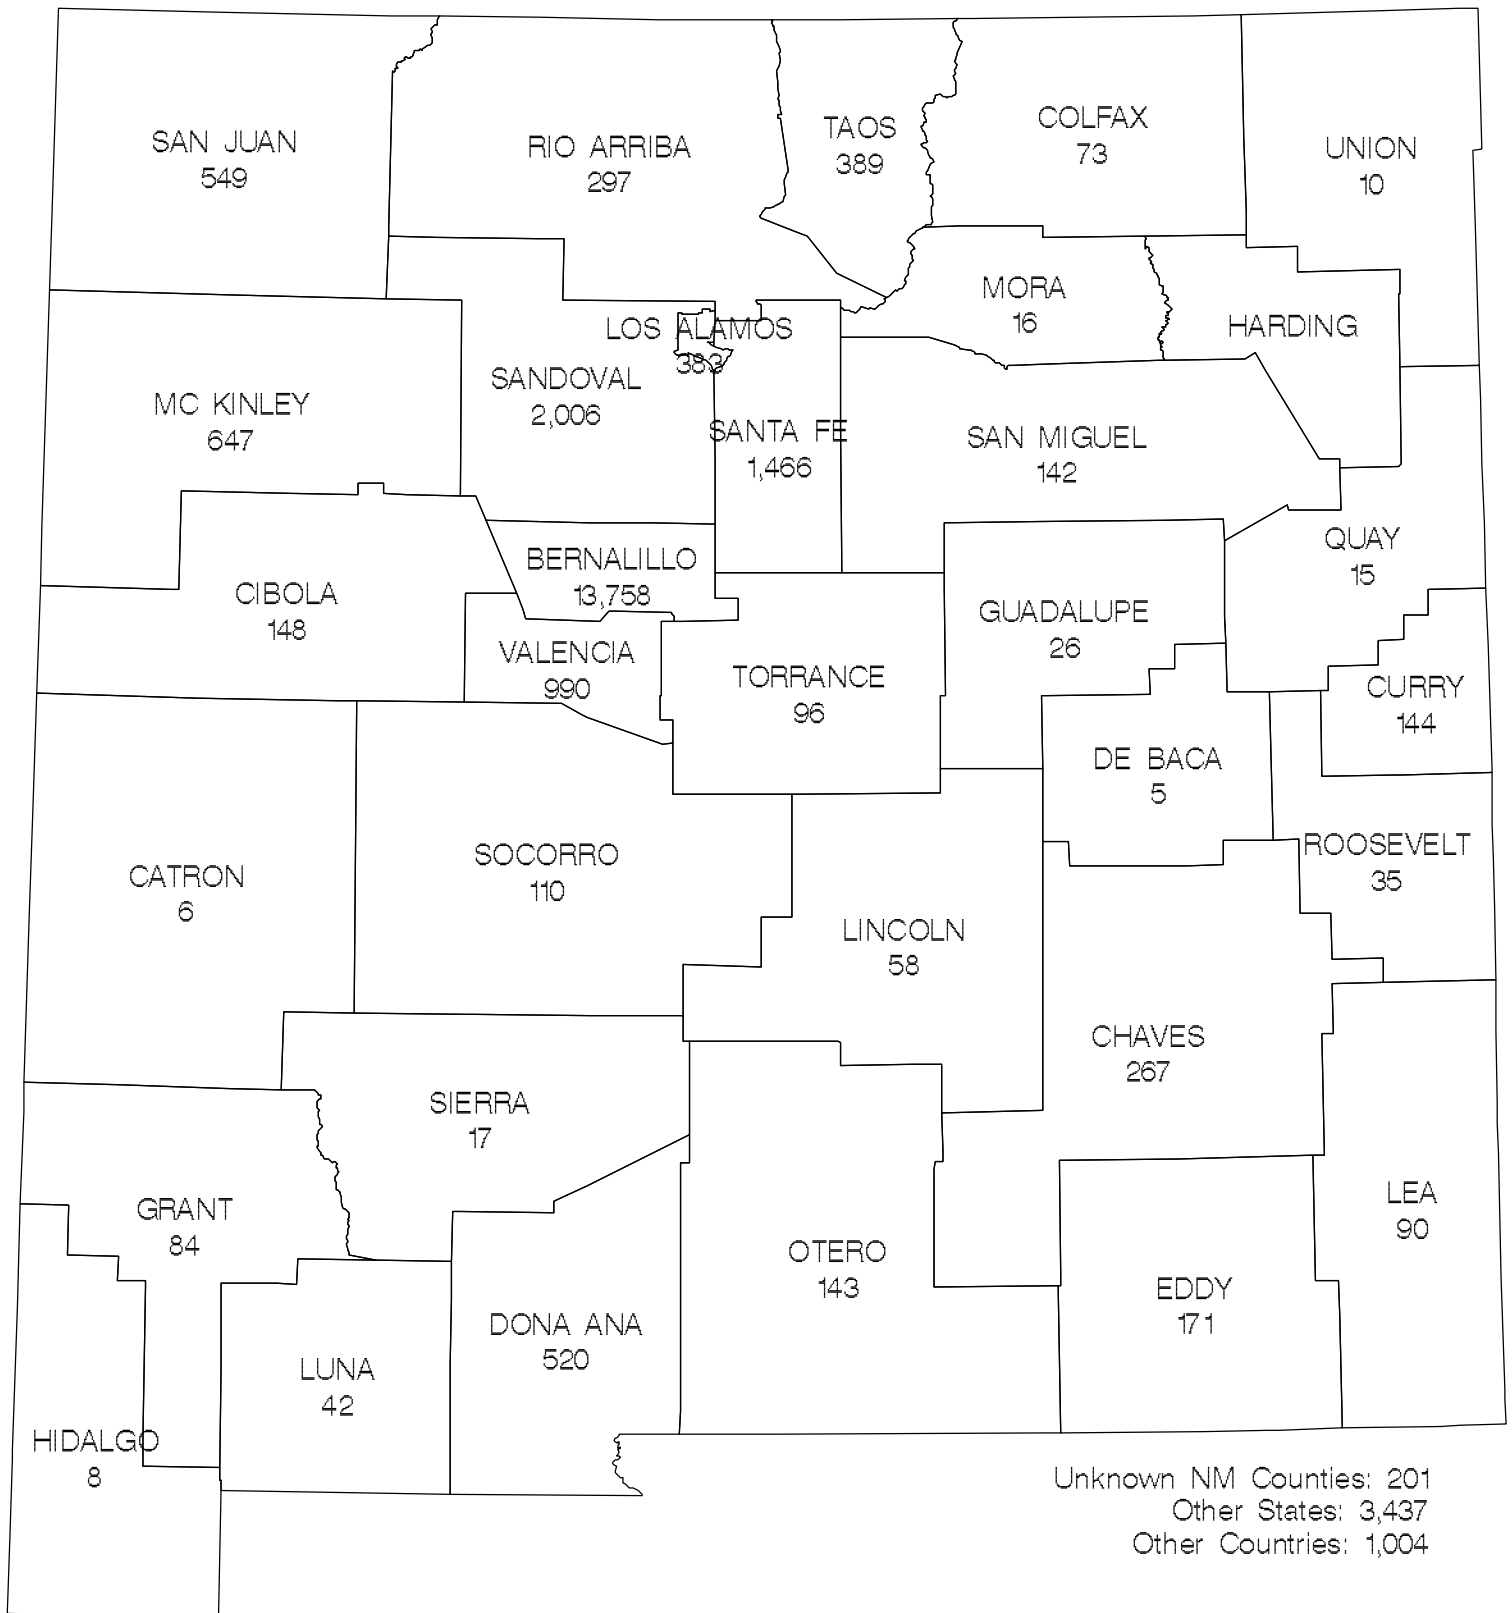 SAN JUAN
549
RIO ARRIBA
297
TAOS
389
COLFAX
73
UNION
10
MORA
16
HARDING
LOS ALAMOS
383
SANDOVAL
2,006
MC KINLEY
647
SANTA FE
1,466
SAN MIGUEL
142
QUAY
15
BERNALILLO
13,758
CIBOLA
148
GUADALUPE
26
VALENCIA
990
TORRANCE
96
CURRY
144
DE BACA
5
ROOSEVELT
35
SOCORRO
110
CATRON
6
LINCOLN
58
CHAVES
267
SIERRA
17
LEA
90
GRANT
84
OTERO
143
EDDY
171
DONA ANA
520
LUNA
42
HIDALGO
8
Unknown NM Counties: 201
Other States: 3,437
Other Countries: 1,004